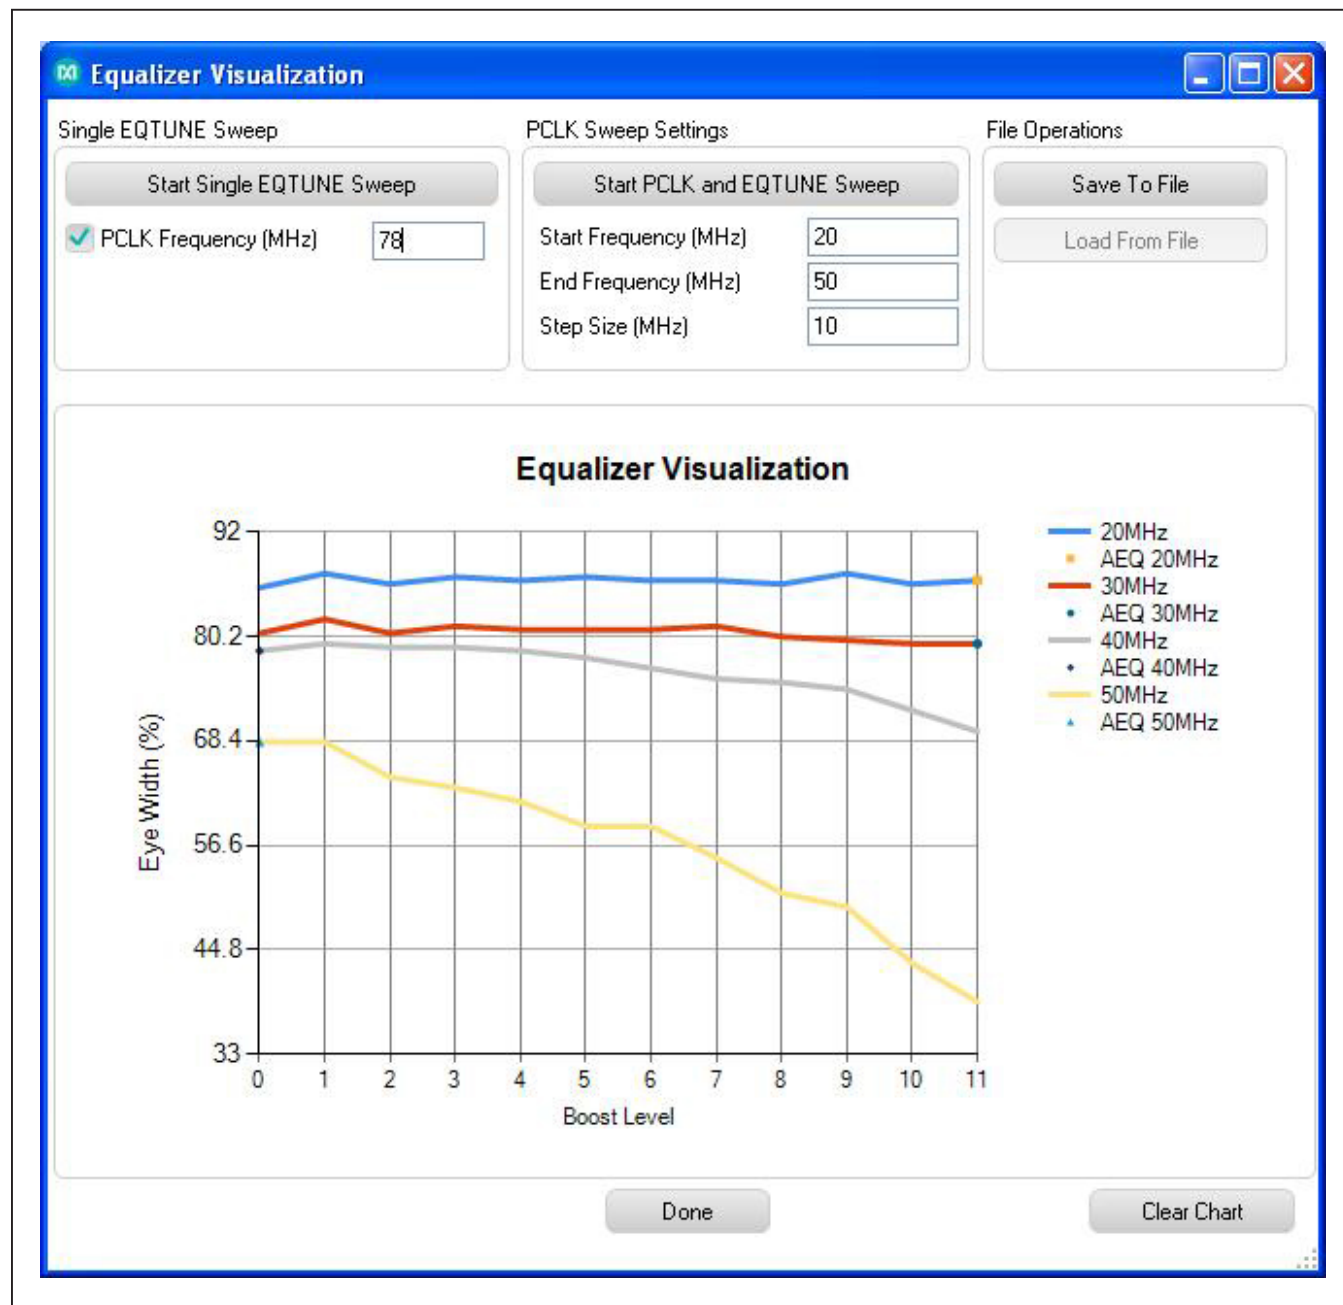 Equalizer Visualization
Single EQTUNE Sweep
Start Single EQTUNE Sweep
PCLK Frequency (MHz) 78
PCLK Sweep Settings
Start PCLK and EQTUNE Sweep
Start Frequency (MHz) 20
End Frequency (MHz) 50
Step Size (MHz) 10
File Operations
Save To File
Load From File
Equalizer Visualization
Eye Width (%)
92
80.2
68.4
56.6
44.8
33
0 1 2 3 4 5 6 7 8 9 10 11
Boost Level
20MHz
AEQ 20MHz
30MHz
AEQ 30MHz
40MHz
AEQ 40MHz
50MHz
AEQ 50MHz
Done
Clear Chart